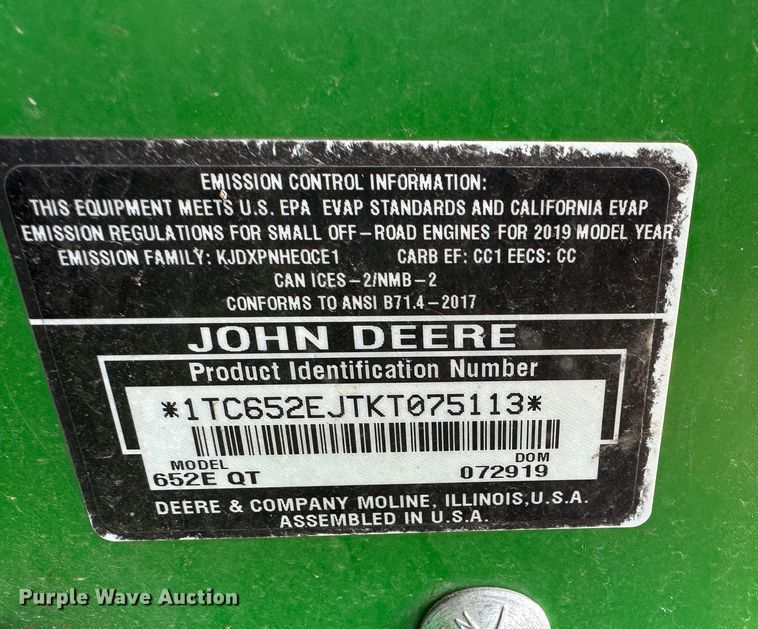 EMISSION CONTROL INFORMATION:
THIS EQUIPMENT MEETS U.S. EPA EVAP STANDARDS AND CALIFORNIA EVAP
EMISSION REGULATIONS FOR SMALL OFF-ROAD ENGINES FOR 2019 MODEL YEAR
EMISSION FAMILY: KJDXPNHEQCE1 CARB EF: CC1 EECS: CC
CAN ICES-2/NMB-2
CONFORMS TO ANSI B71.4-2017
JOHN DEERE
Product Identification Number
*1TC652EJTKT075113*
MODEL DOM
652E QT 072919
DEERE & COMPANY MOLINE, ILLINOIS, U.S.A.
ASSEMBLED IN U.S.A.
Purple Wave Auction